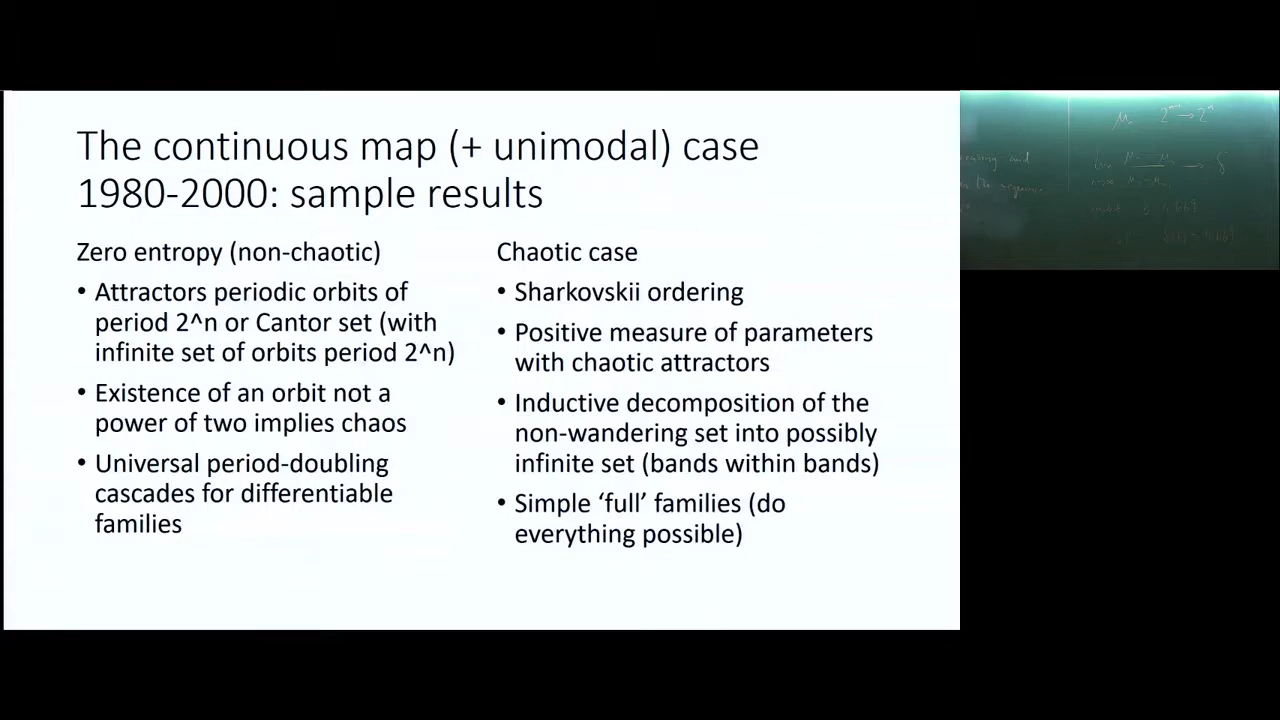 The continuous map (+ unimodal) case
1980-2000: sample results
Zero entropy (non-chaotic)
• Attractors periodic orbits of
period 2^n or Cantor set (with
infinite set of orbits period 2^n)
• Existence of an orbit not a
power of two implies chaos
• Universal period-doubling
cascades for differentiable
families
Chaotic case
• Sharkovskii ordering
• Positive measure of parameters
with chaotic attractors
• Inductive decomposition of the
non-wandering set into possibly
infinite set (bands within bands)
• Simple ‘full’ families (do
everything possible)
and